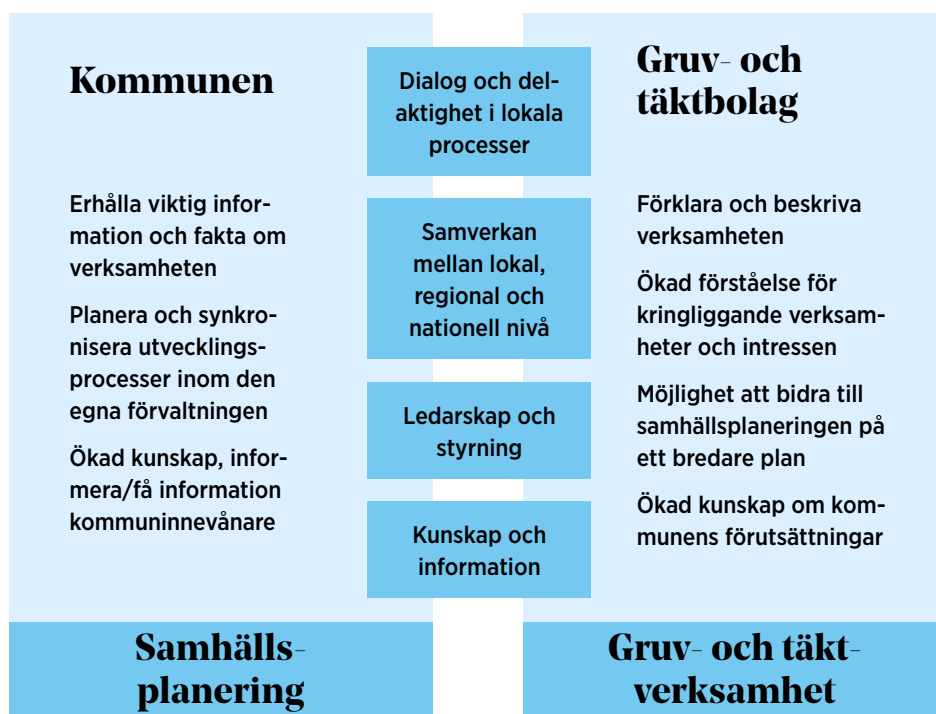 Kommunen
Erhålla viktig infor-
mation och fakta om
verksamheten
Planera och synkro-
nisera utvecklings-
processer inom den
egna förvaltningen
Ökad kunskap, infor-
mera/få information
kommuninnevånare
Samhälls-
planering
Dialog och del-
aktighet i lokala
processer
Samverkan
mellan lokal,
regional och
nationell nivå
Ledarskap och
styrning
Kunskap och
information
Gruv- och
täktbolag
Förklara och beskriva
verksamheten
Ökad förståelse för
kringliggande verksam-
heter och intressen
Möjlighet att bidra till
samhällsplaneringen på
ett bredare plan
Ökad kunskap om kom-
munens förutsättningar
Gruv- och täkt-
verksamhet